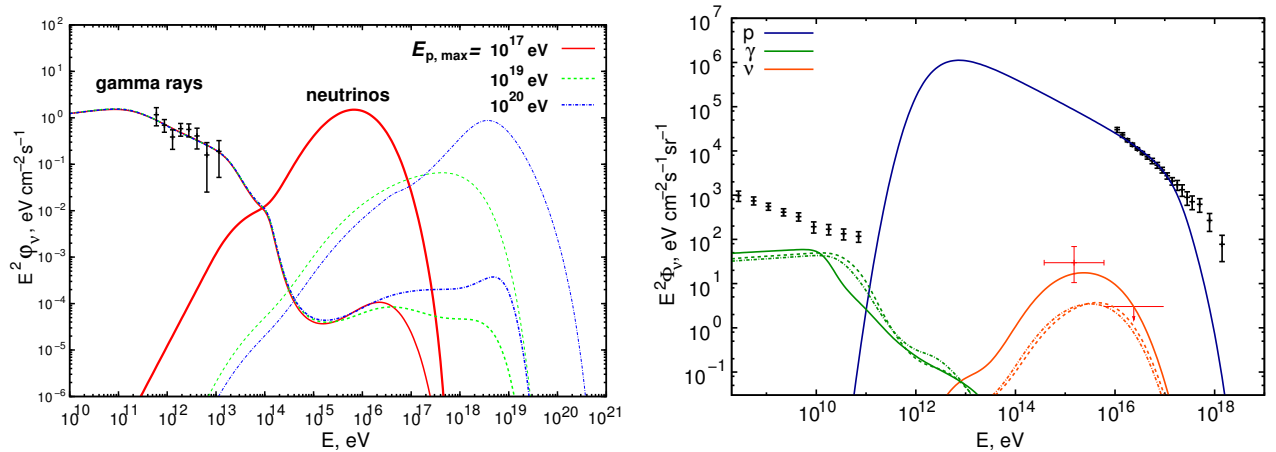 E_{p, max} = 10^17 eV
10^19 eV
10^20 eV
gamma rays
neutrinos
E^2 φ_ν, eV cm^-2 s^-1
10^2
10^1
10^0
10^-1
10^-2
10^-3
10^-4
10^-5
10^-6
10^10 10^11 10^12 10^13 10^14 10^15 10^16 10^17 10^18 10^19 10^20 10^21
E, eV
p
γ
ν
E^2Φ_ν, eV cm^-2 s^-1 sr^-1
10^7
10^6
10^5
10^4
10^3
10^2
10^1
10^0
10^-1
10^10 10^12 10^14 10^16 10^18
E, eV